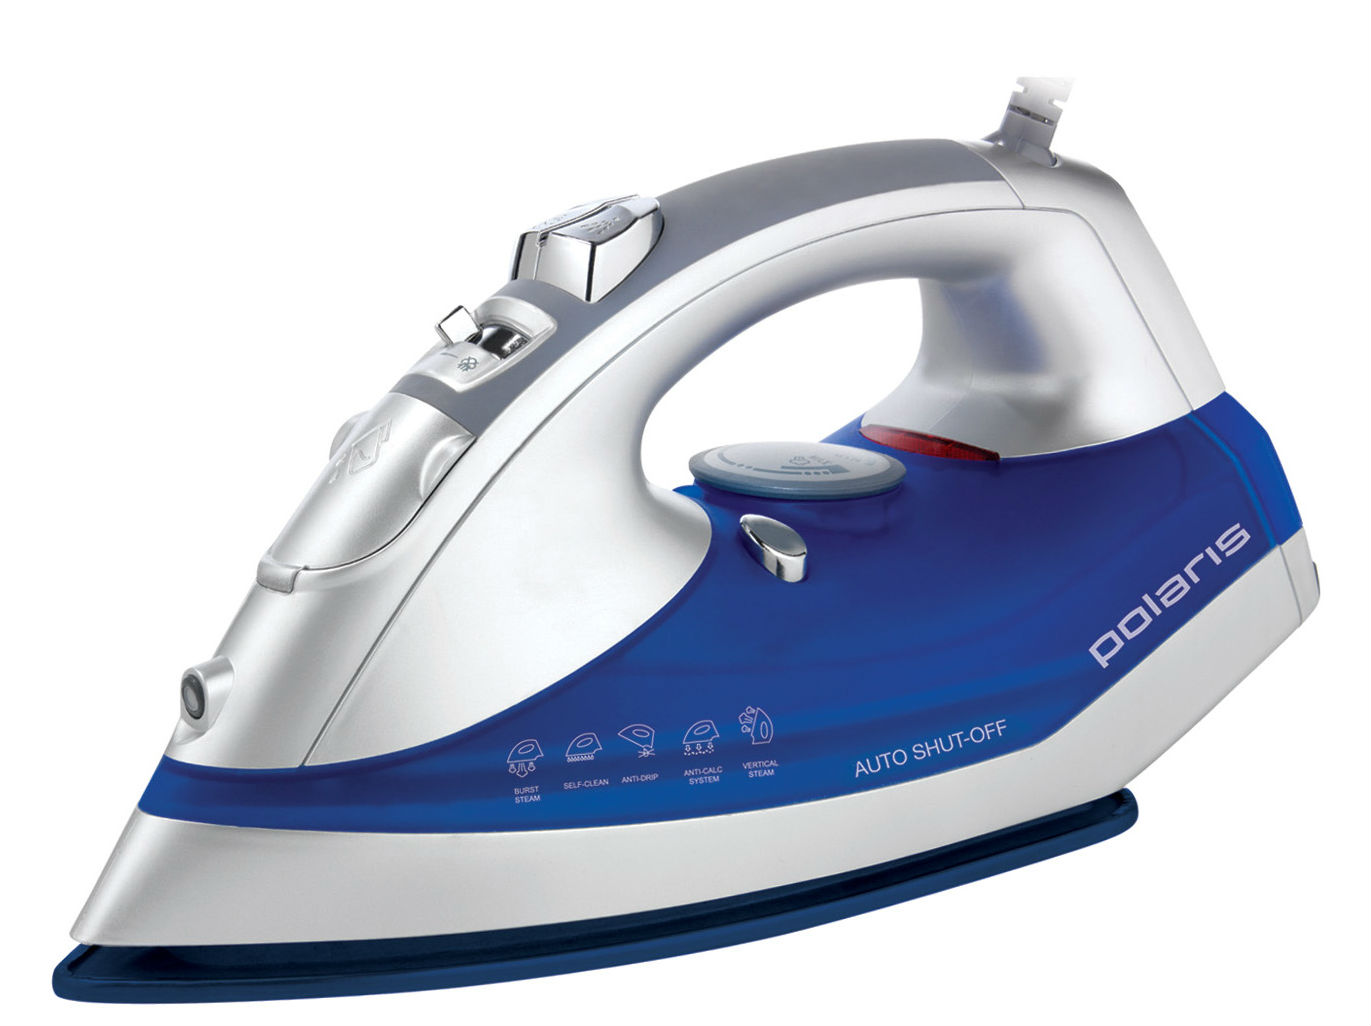 polaris
AUTO SHUT-OFF
BURST
STEAM
SELF-CLEAN
ANTI-DRIP
ANTI-CALC
SYSTEM
VERTICAL
STEAM